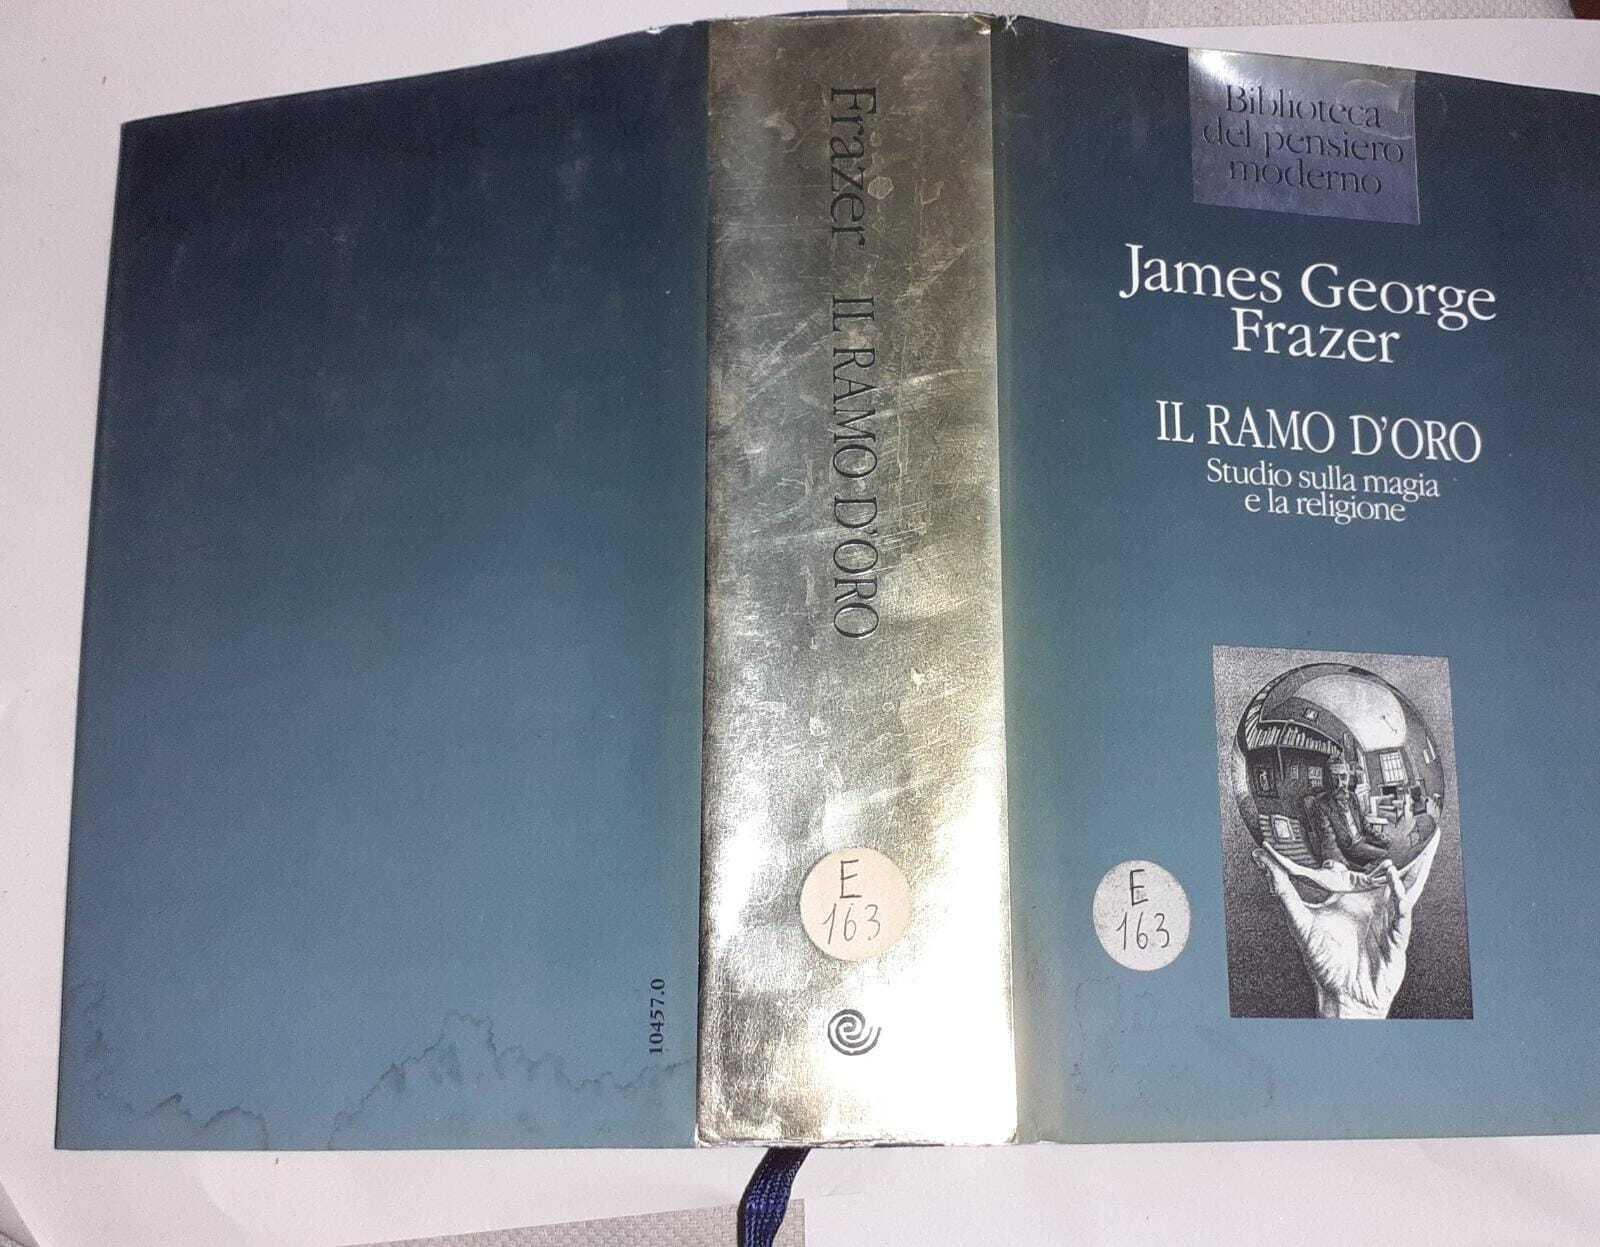 10457.0
Frazer IL RAMO D'ORO
E
163
Biblioteca
del pensiero
moderno
James George
Frazer
IL RAMO D'ORO
Studio sulla magia
e la religione
E
163